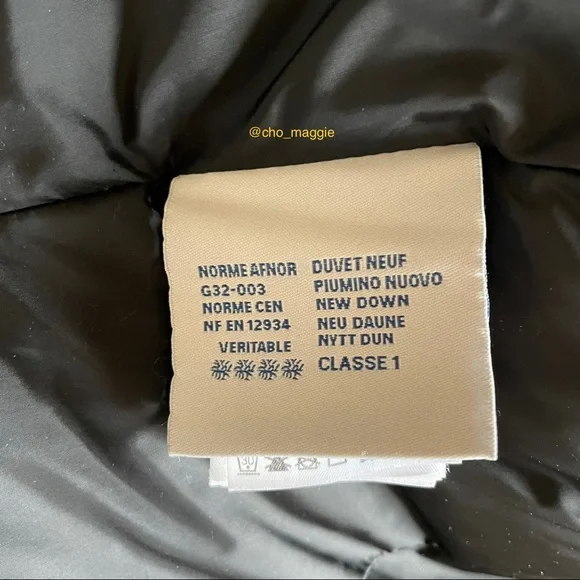 @cho_maggie
NORME AFNOR
G32-003
NORME CEN
NF EN 12934
VERITABLE
DUVET NEUF
PIUMINO NUOVO
NEW DOWN
NEU DAUNE
NYTT DUN
CLASSE 1
30